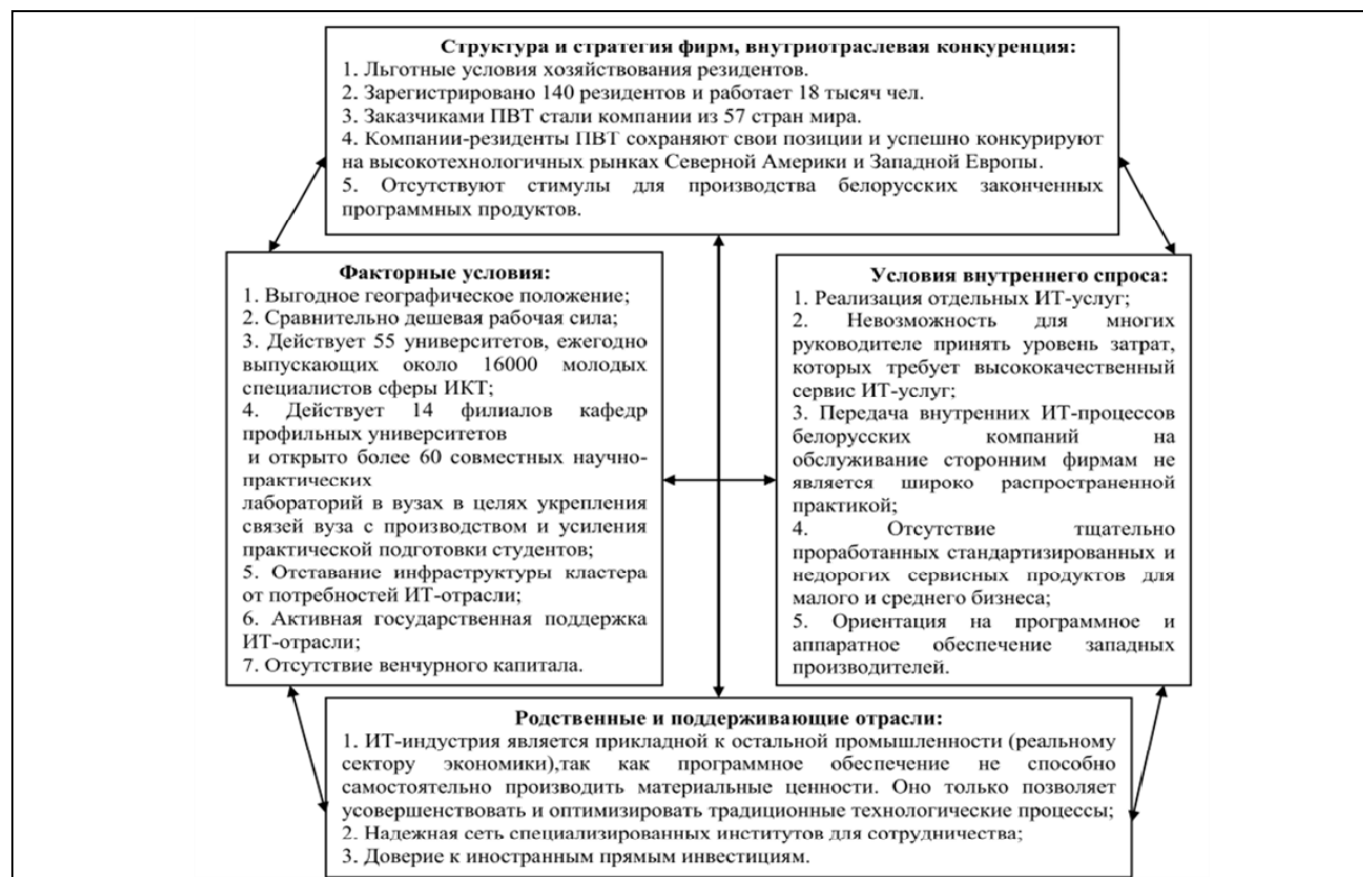 Структура и стратегия фирм, внутриотраслевая конкуренция:
1. Льготные условия хозяйствования резидентов.
2. Зарегистрировано 140 резидентов и работает 18 тысяч чел.
3. Заказчиками ПВТ стали компании из 57 стран мира.
4. Компании-резиденты ПВТ сохраняют свои позиции и успешно конкурируют
на высокотехнологичных рынках Северной Америки и Западной Европы.
5. Отсутствуют стимулы для производства белорусских законченных
программных продуктов.
Факторные условия:
1. Выгодное географическое положение;
2. Сравнительно дешевая рабочая сила;
3. Действует 55 университетов, ежегодно
выпускающих около 16000 молодых
специалистов сферы ИКТ;
4. Действует 14 филиалов кафедр
профильных университетов
и открыто более 60 совместных научно-
практических
лабораторий в вузах в целях укрепления
связей вуза с производством и усиления
практической подготовки студентов;
5. Отставание инфраструктуры кластера
от потребностей ИТ-отрасли;
6. Активная государственная поддержка
ИТ-отрасли;
7. Отсутствие венчурного капитала.
Условия внутреннего спроса:
1. Реализация отдельных ИТ-услуг;
2. Невозможность для многих
руководителе принять уровень затрат,
которых требует высококачественный
сервис ИТ-услуг;
3. Передача внутренних ИТ-процессов
белорусских компаний на
обслуживание сторонним фирмам не
является широко распространенной
практикой;
4. Отсутствие тщательно
проработанных стандартизированных и
недорогих сервисных продуктов для
малого и среднего бизнеса;
5. Ориентация на программное и
аппаратное обеспечение западных
производителей.
Родственные и поддерживающие отрасли:
1. ИТ-индустрия является прикладной к остальной промышленности (реальному
сектору экономики),так как программное обеспечение не способно
самостоятельно производить материальные ценности. Оно только позволяет
усовершенствовать и оптимизировать традиционные технологические процессы;
2. Надежная сеть специализированных институтов для сотрудничества;
3. Доверие к иностранным прямым инвестициям.